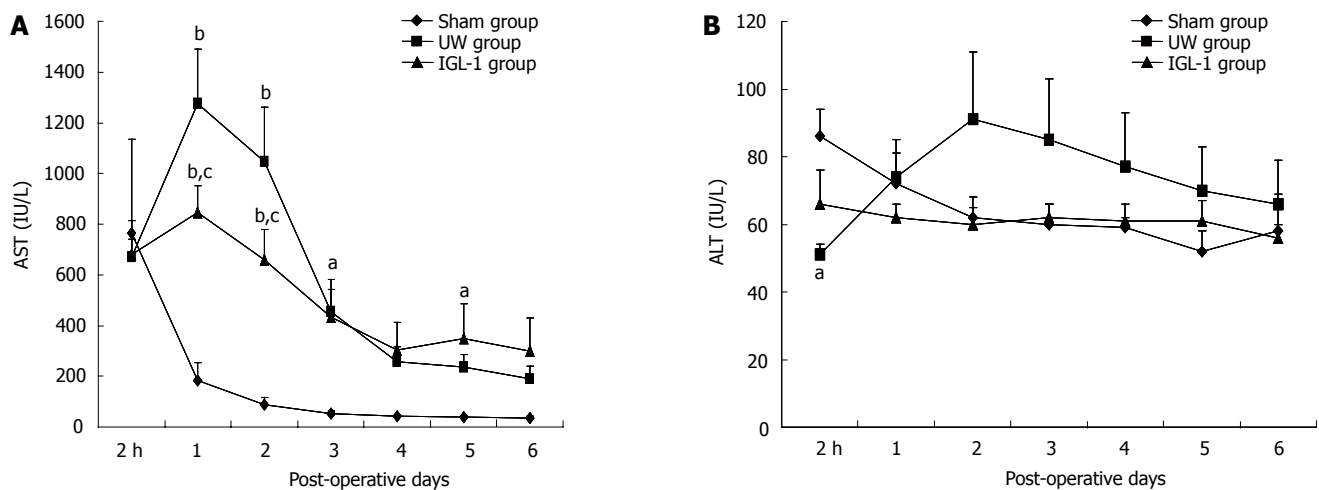 A
Sham group
UW group
IGL-1 group
1600
1400
1200
1000
800
600
400
200
0
AST (IU/L)
b
b
b,c
b,c
a
a
2 h 1 2 3 4 5 6
Post-operative days
B
Sham group
UW group
IGL-1 group
120
100
80
60
40
20
0
ALT (IU/L)
a
2 h 1 2 3 4 5 6
Post-operative days